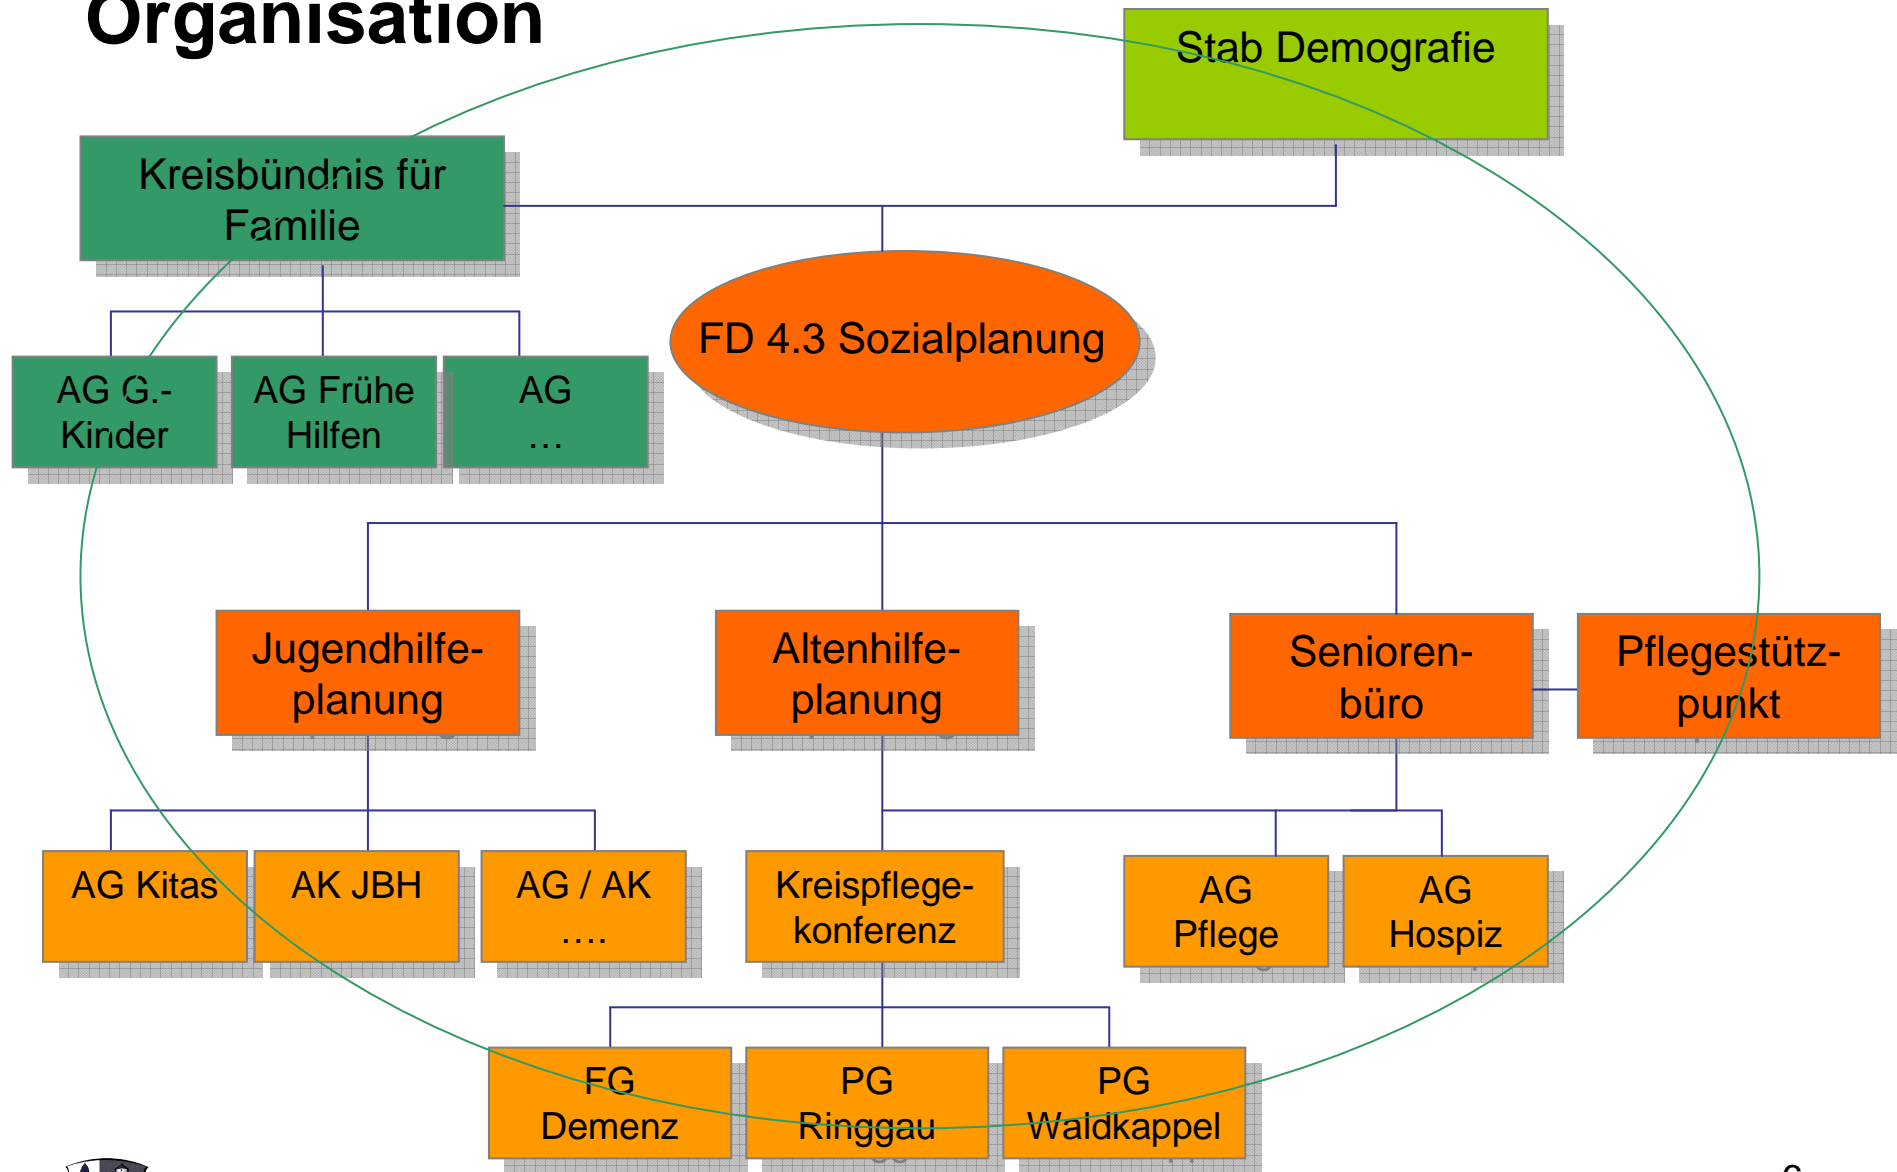 Organisation
Stab Demografie
Kreisbündnis für
Familie
FD 4.3 Sozialplanung
AG G.-
Kinder
AG Frühe
Hilfen
AG
…
Jugendhilfe-
planung
Altenhilfe-
planung
Senioren-
büro
Pflegestütz-
punkt
AG Kitas
AK JBH
AG / AK
….
Kreispflege-
konferenz
AG
Pflege
AG
Hospiz
FG
Demenz
PG
Ringgau
PG
Waldkappel
6